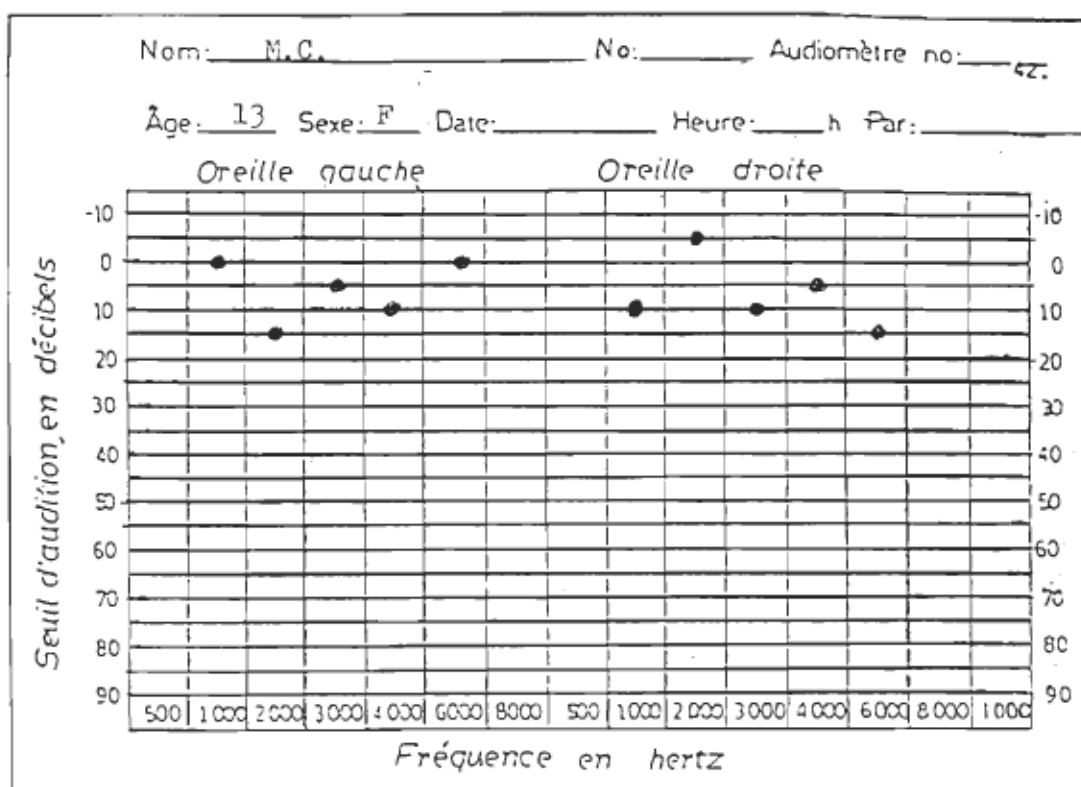 Nom: M.C. No: Audiomètre no:
Âge: 13 Sexe: F Date: Heure: h Par:
Oreille gauche Oreille droite
-10 -10
0 0
10 10
20 20
30 30
40 40
50 50
60 60
70 70
80 80
90 90
Seuil d'audition, en décibels
500 1000 2000 3000 4000 6000 8000 500 1000 2000 3000 4000 6000 8000 1000
Fréquence en hertz